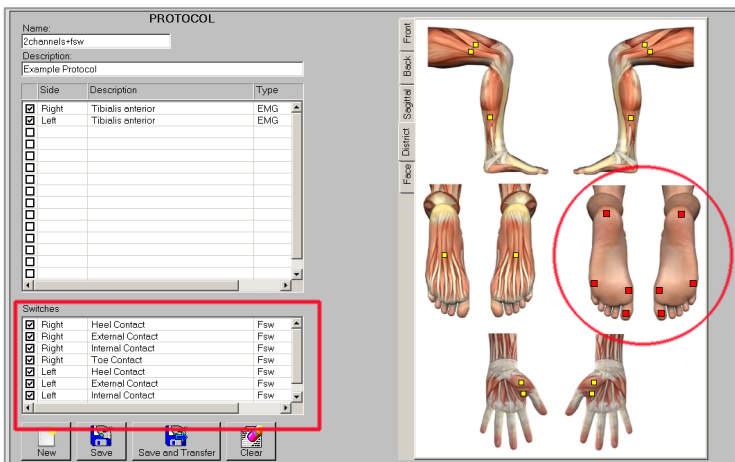 PROTOCOL
Name:
2channels+fsw
Description:
Example Protocol
Side Description Type
Right Tibialis anterior EMG
Left Tibialis anterior EMG
Switches
Right Heel Contact Fsw
Right External Contact Fsw
Right Internal Contact Fsw
Right Toe Contact Fsw
Left Heel Contact Fsw
Left External Contact Fsw
Left Internal Contact Fsw
New Save Save and Transfer Clear
Front
Back
Sagittal
District
Face